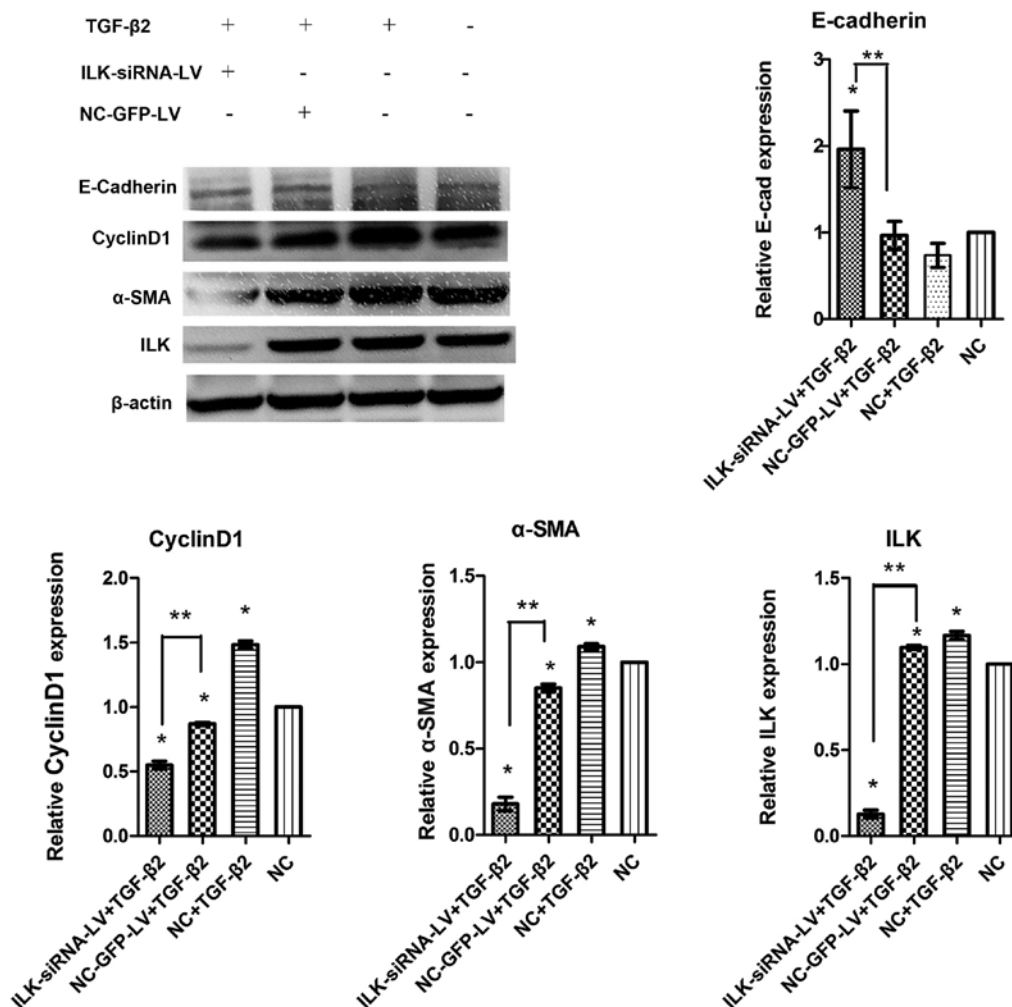 TGF-β2 + + + -
ILK-siRNA-LV + - - -
NC-GFP-LV - + - -
E-Cadherin
CyclinD1
α-SMA
ILK
β-actin
E-cadherin
Relative E-cad expression
3
2
1
0
**
*
ILK-siRNA-LV+TGF-β2
NC-GFP-LV+TGF-β2
NC+TGF-β2
NC
CyclinD1
Relative CyclinD1 expression
2.0
1.5
1.0
0.5
0.0
**
*
*
*
ILK-siRNA-LV+TGF-β2
NC-GFP-LV+TGF-β2
NC+TGF-β2
NC
α-SMA
Relative α-SMA expression
1.5
1.0
0.5
0.0
**
*
*
*
ILK-siRNA-LV+TGF-β2
NC-GFP-LV+TGF-β2
NC+TGF-β2
NC
ILK
Relative ILK expression
1.5
1.0
0.5
0.0
**
*
*
*
ILK-siRNA-LV+TGF-β2
NC-GFP-LV+TGF-β2
NC+TGF-β2
NC